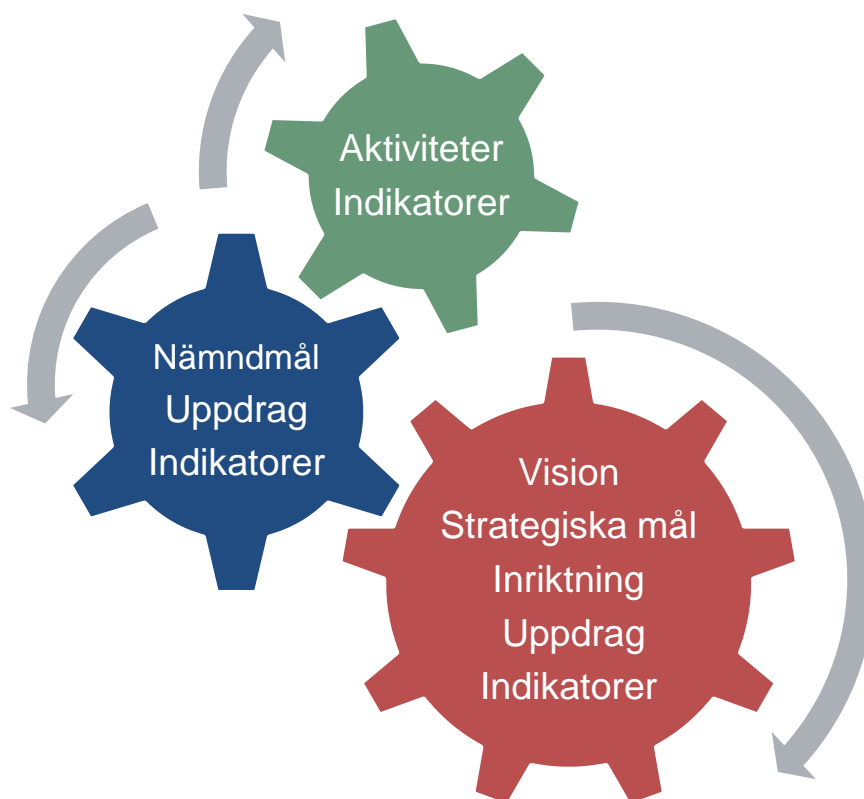 Aktiviteter
Indikatorer
Nämndmål
Uppdrag
Indikatorer
Vision
Strategiska mål
Inriktning
Uppdrag
Indikatorer